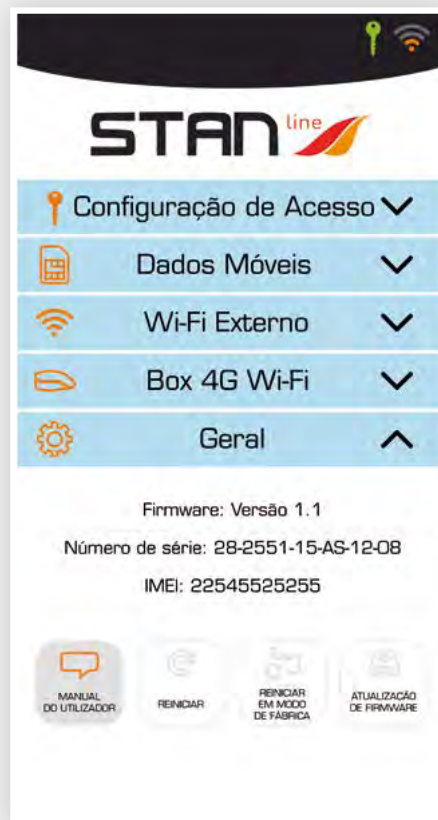 STAN line
Configuração de Acesso
Dados Móveis
Wi-Fi Externo
Box 4G Wi-Fi
Geral
Firmware: Versão 1.1
Número de série: 28-2551-15-AS-12-08
IMEI: 22545525255
MANUAL
DO UTILIZADOR
REINICIAR
REINICIAR
EM MODO
DE FÁBRICA
ATUALIZAÇÃO
DE FIRMWARE